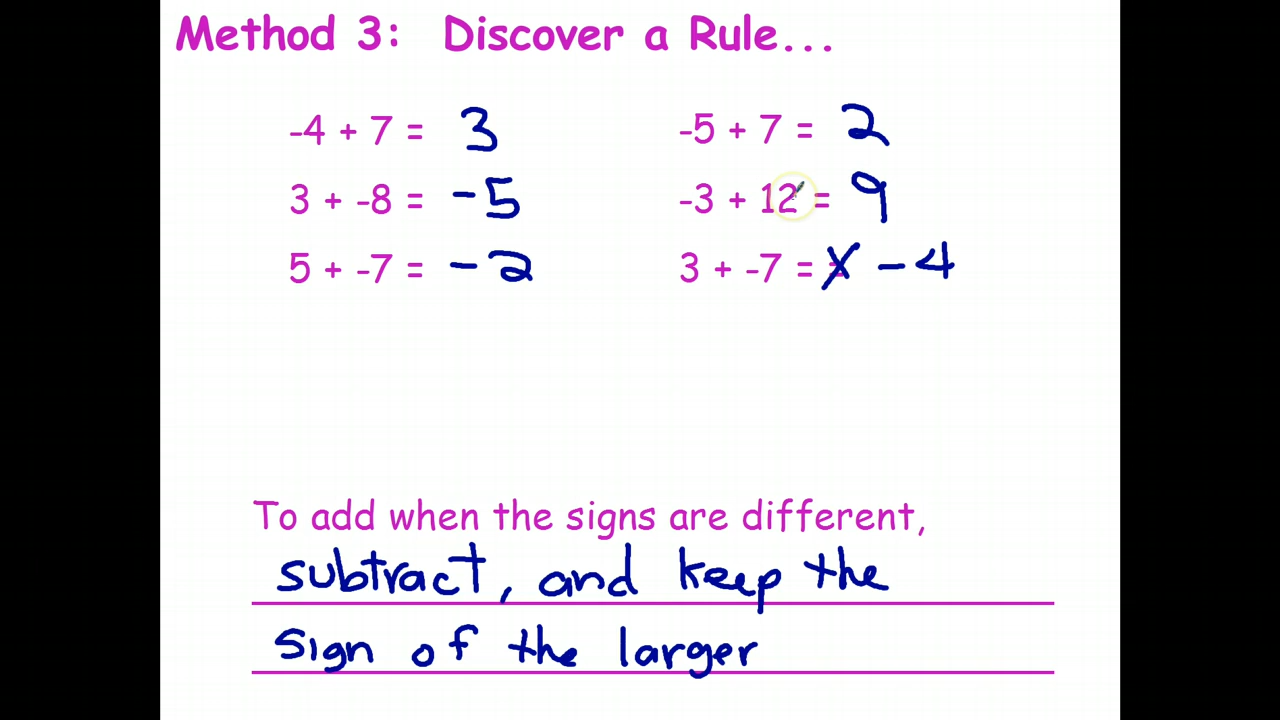 Method 3: Discover a Rule...
-4 + 7 = 3
3 + -8 = -5
5 + -7 = -2
-5 + 7 = 2
-3 + 12 = 9
3 + -7 = -4
To add when the signs are different,
subtract, and keep the
sign of the larger